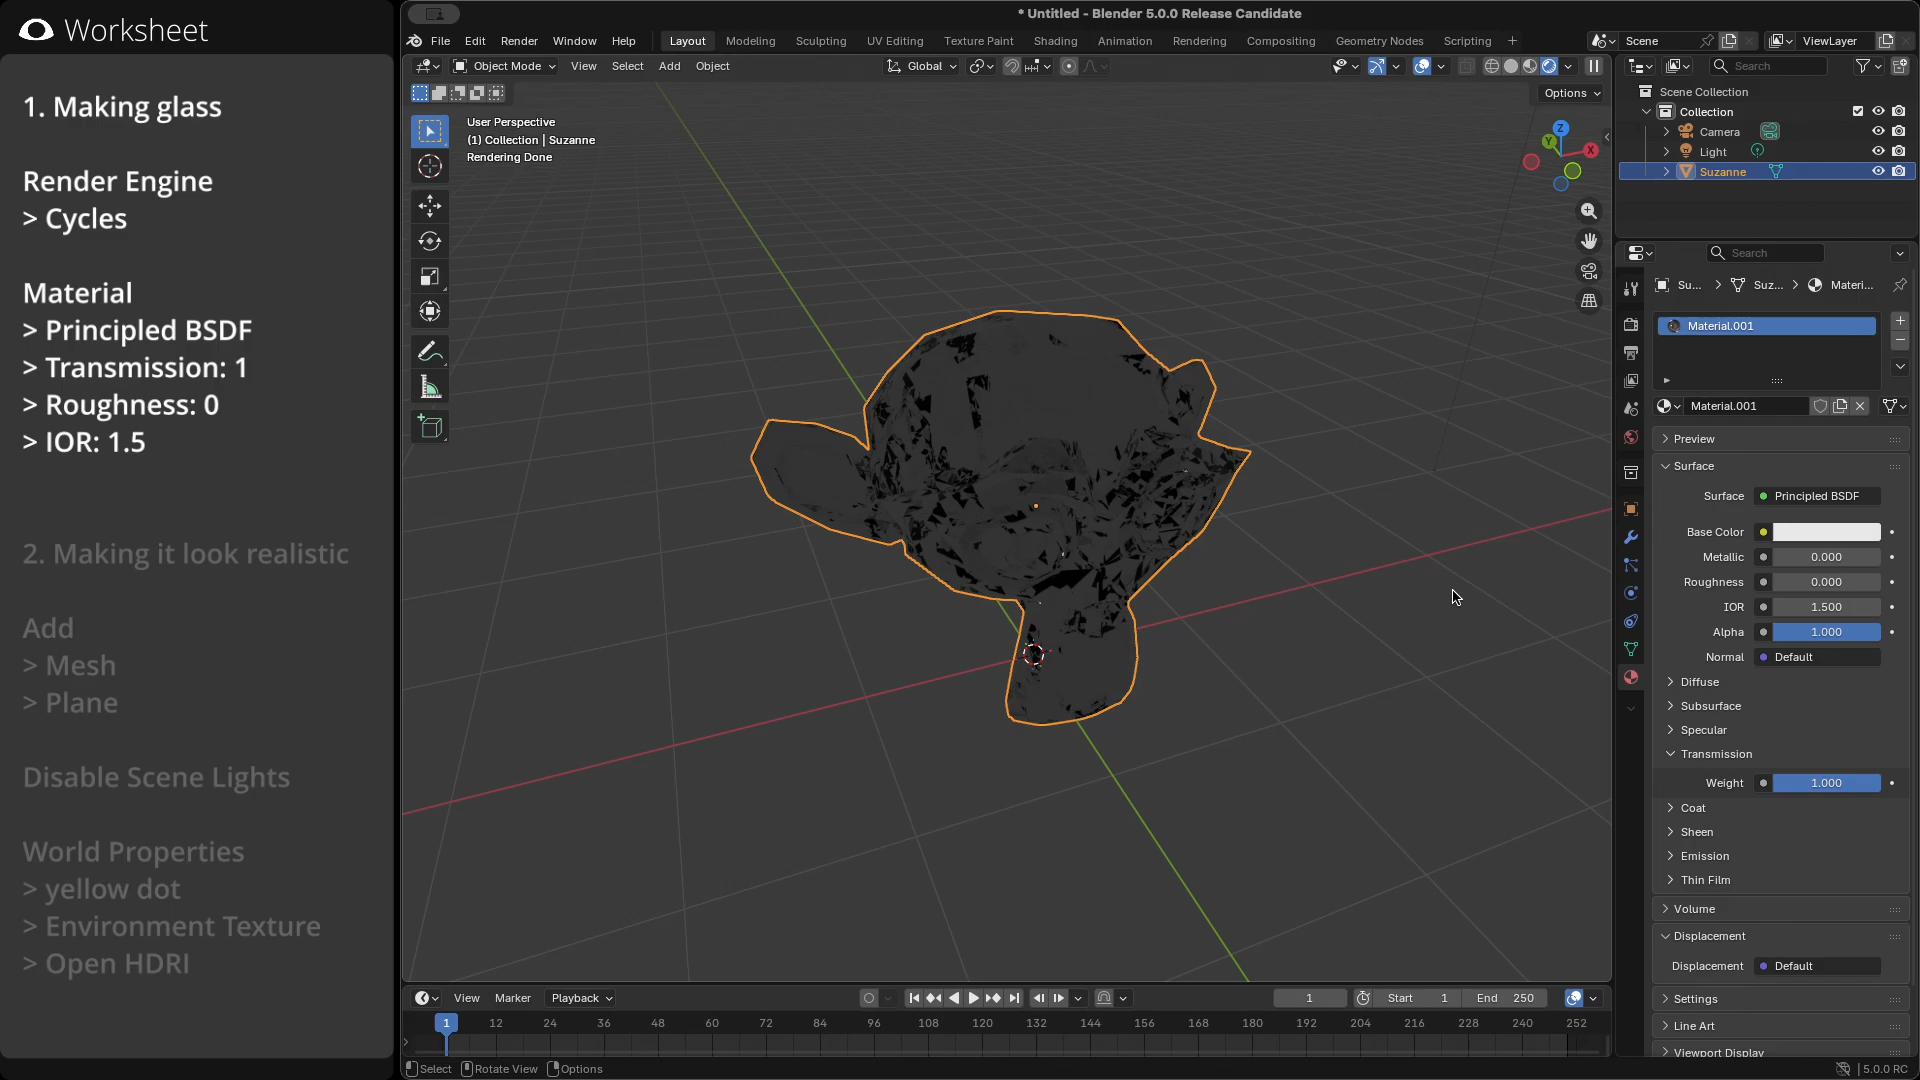 Worksheet
1. Making glass
Render Engine
> Cycles
Material
> Principled BSDF
> Transmission: 1
> Roughness: 0
> IOR: 1.5
2. Making it look realistic
Add
> Mesh
> Plane
Disable Scene Lights
World Properties
> yellow dot
> Environment Texture
> Open HDRI
* Untitled - Blender 5.0.0 Release Candidate
File Edit Render Window Help Layout Modeling Sculpting UV Editing Texture Paint Shading Animation Rendering Compositing Geometry Nodes Scripting + Scene ViewLayer
Object Mode View Select Add Object Global
Options
User Perspective
(1) Collection | Suzanne
Rendering Done
Z
Y
X
Search
Scene Collection
Collection
Camera
Light
Suzanne
Search
Su... > Suz... > Materi...
Material.001
Material.001
Preview
Surface
Surface Principled BSDF
Base Color
Metallic 0.000
Roughness 0.000
IOR 1.500
Alpha 1.000
Normal Default
Diffuse
Subsurface
Specular
Transmission
Weight 1.000
Coat
Sheen
Emission
Thin Film
Volume
Displacement
Displacement Default
Settings
Line Art
Viewport Display
View Marker Playback 1 Start 1 End 250
1 12 24 36 48 60 72 84 96 108 120 132 144 156 168 180 192 204 216 228 240 252
Select Rotate View Options 5.0.0 RC